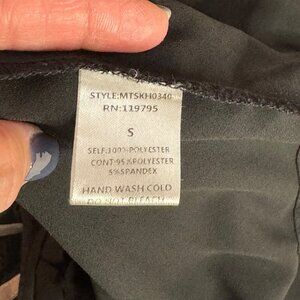 STYLE:MTSKH0340
RN:119795
S
SELF:100%POLYESTER
CONT:95%POLYESTER
5%SPANDEX
HAND WASH COLD
DO NOT BLEACH